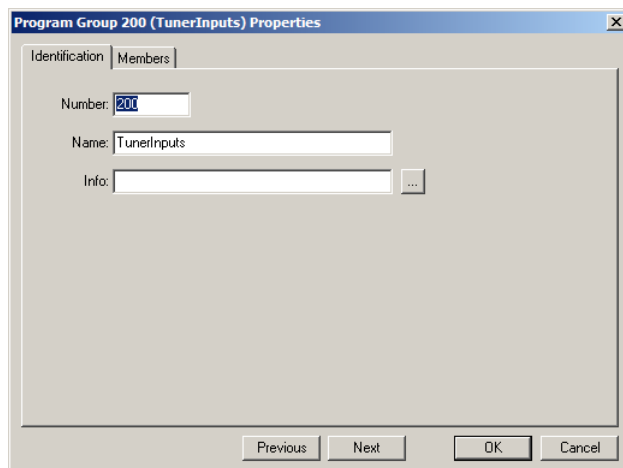 Program Group 200 (TunerInputs) Properties
Identification Members
Number: 200
Name: TunerInputs
Info: ...
Previous Next OK Cancel